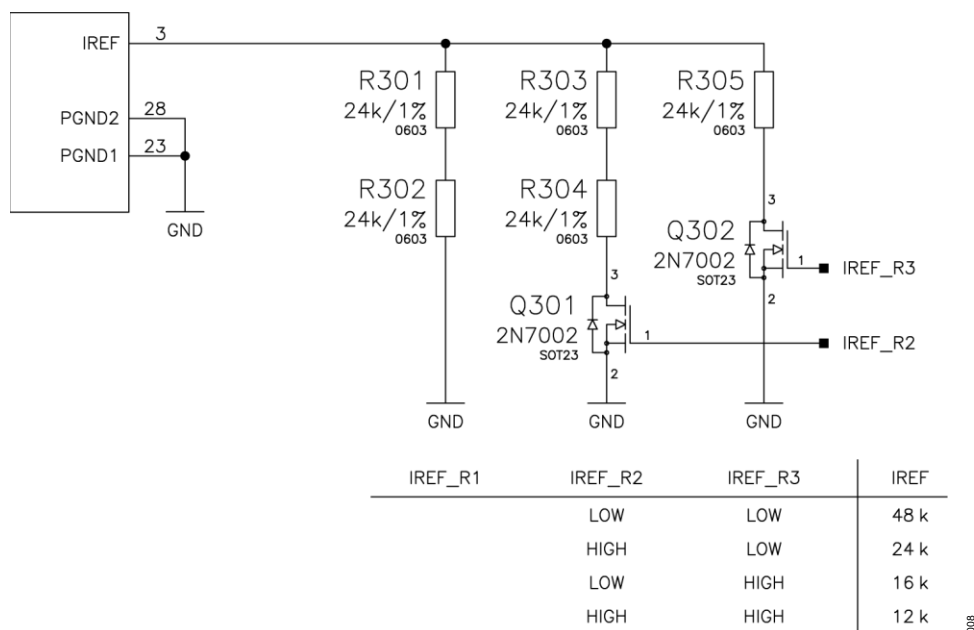 IREF 3
PGND2 28
PGND1 23
GND
R301
24k/1%
0603
R302
24k/1%
0603
GND
R303
24k/1%
0603
R304
24k/1%
0603
3
Q301
2N7002
SOT23
1
2
GND
R305
24k/1%
0603
3
Q302
2N7002
SOT23
1
2
GND
IREF_R3
IREF_R2
IREF_R1 IREF_R2 IREF_R3 IREF
LOW LOW 48 k
HIGH LOW 24 k
LOW HIGH 16 k
HIGH HIGH 12 k
008